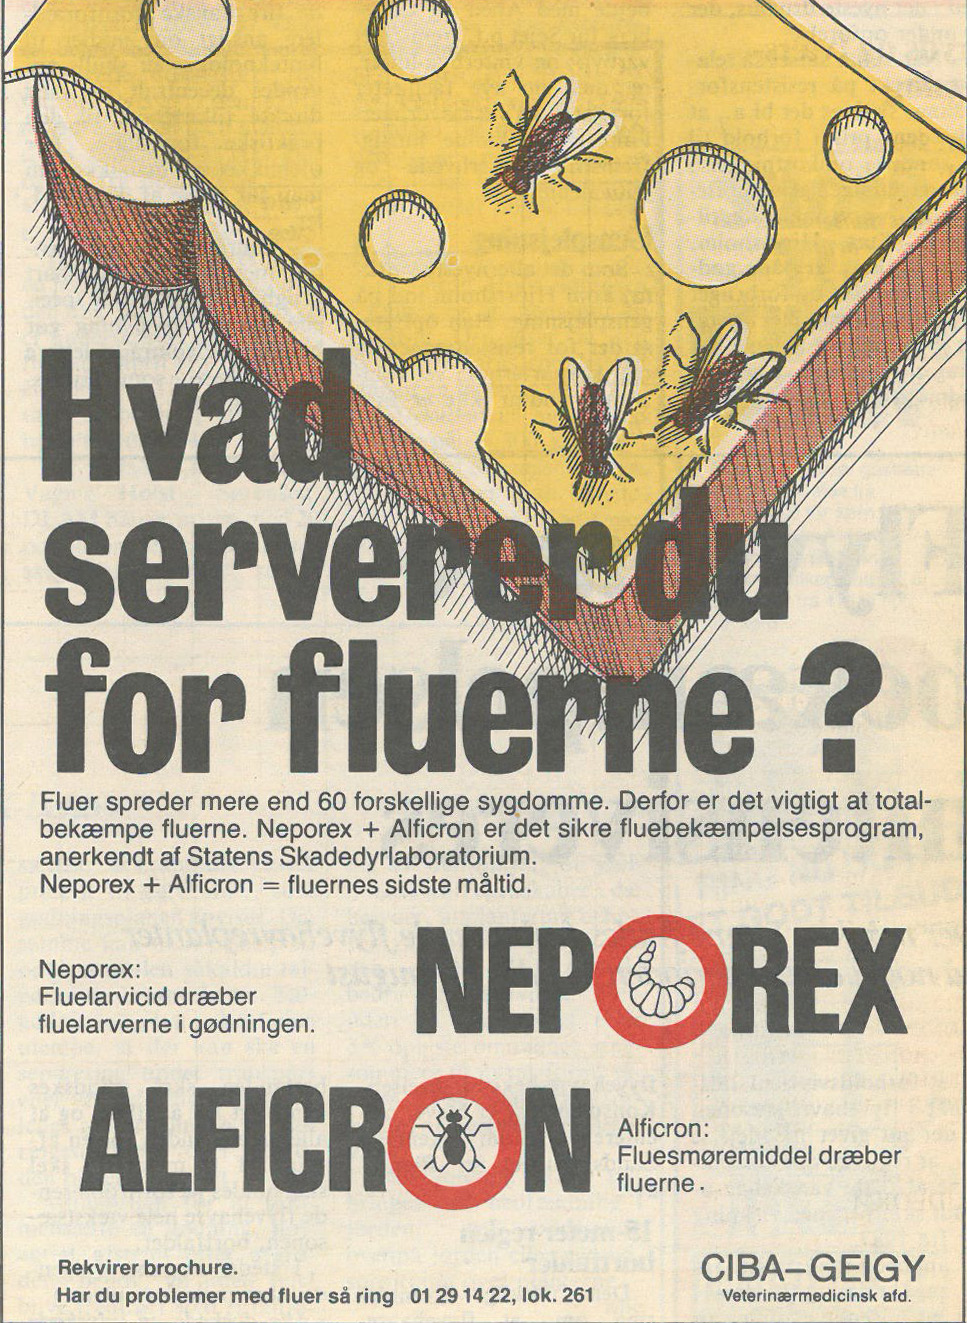 Hvad
serverer du
for fluerne ?
Fluer spreder mere end 60 forskellige sygdomme. Derfor er det vigtigt at total-
bekæmpe fluerne. Neporex + Alficron er det sikre fluebekæmpelsesprogram,
anerkendt af Statens Skadedyrlaboratorium.
Neporex + Alficron = fluernes sidste måltid.
NEPOREX
Neporex:
Fluelarvicid dræber
fluelarverne i gødningen.
ALFICRON
Alficron:
Fluesmøremiddel dræber
fluerne.
Rekvirer brochure.
Har du problemer med fluer så ring 01 29 14 22, lok. 261
CIBA–GEIGY
Veterinærmedicinsk afd.